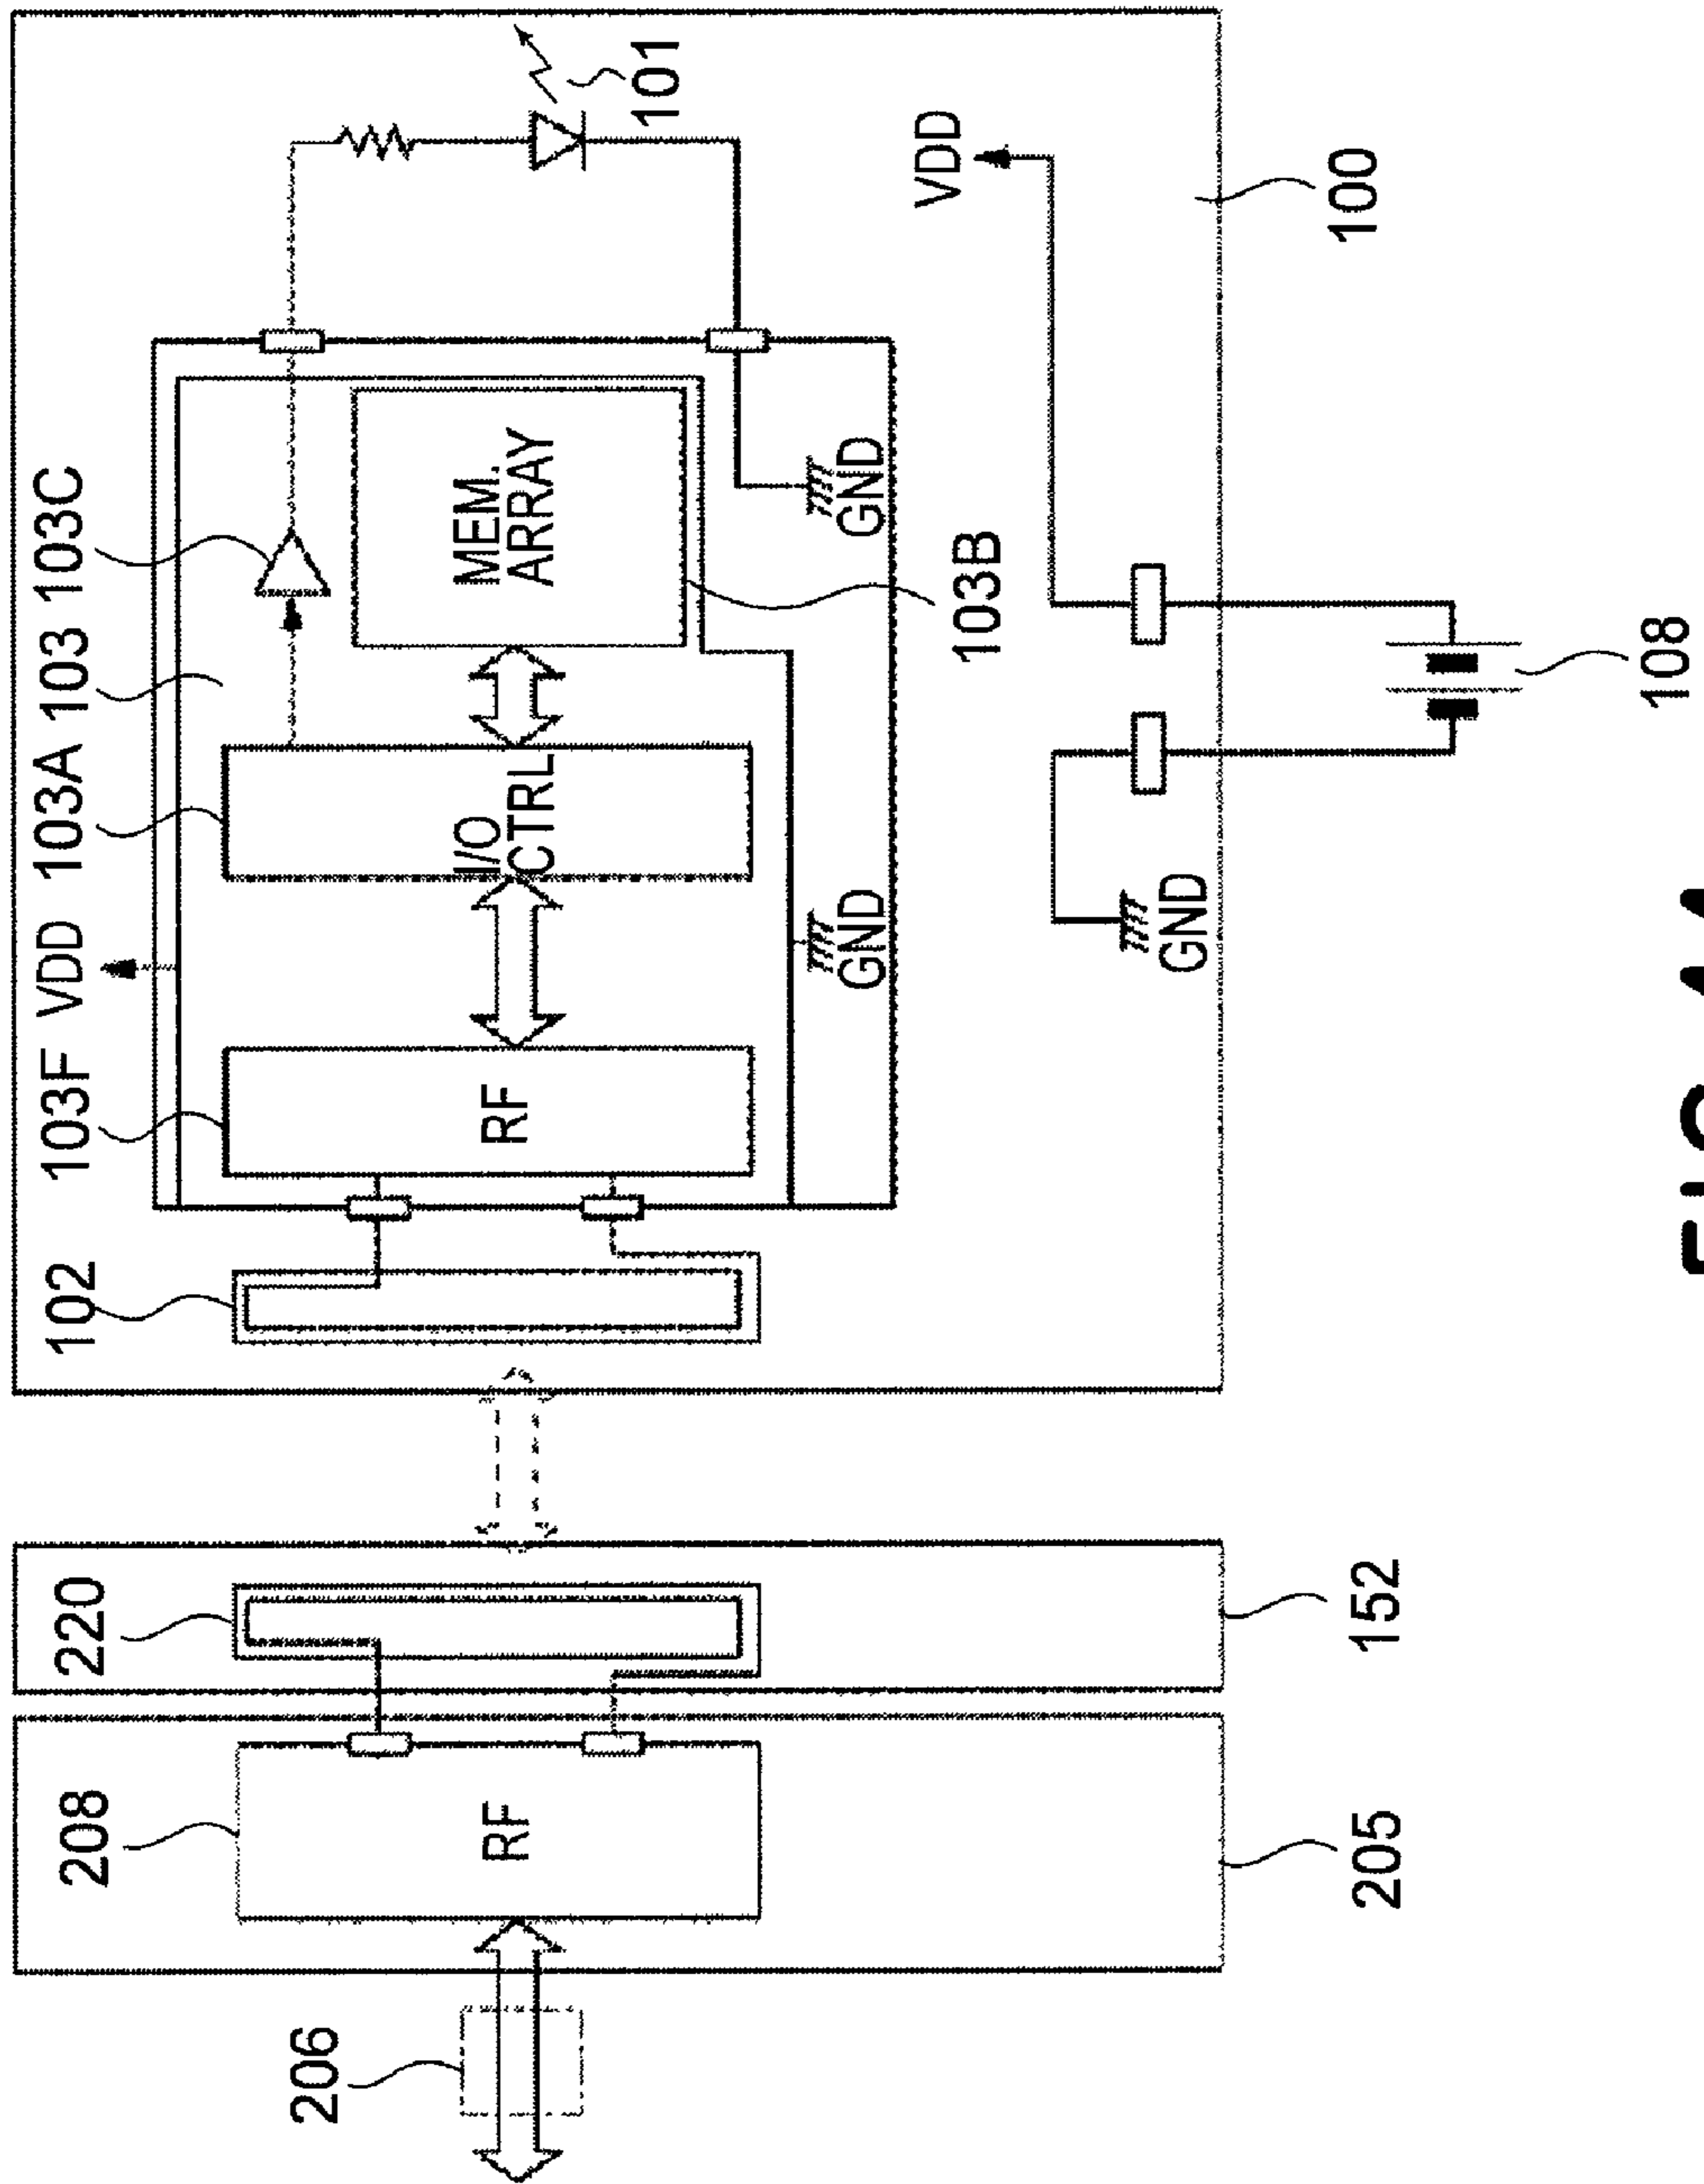 208 220 102 103F VDD 103A 103 103C
206
101
RF RF I/O MEM.
CTRL ARRAY
GND GND
VDD
103B
GND
205 152 100
108